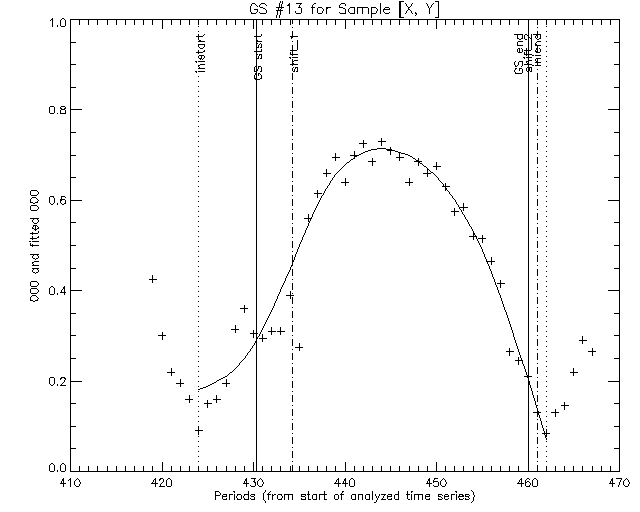 GS #13 for Sample [X, Y]
1.0
0.8
0.6
0.4
0.2
0.0
000 and fitted 000
inistart
GS start
shift_1
GS end
shift_2
iniend
410
420
430
440
450
460
470
Periods (from start of analyzed time series)